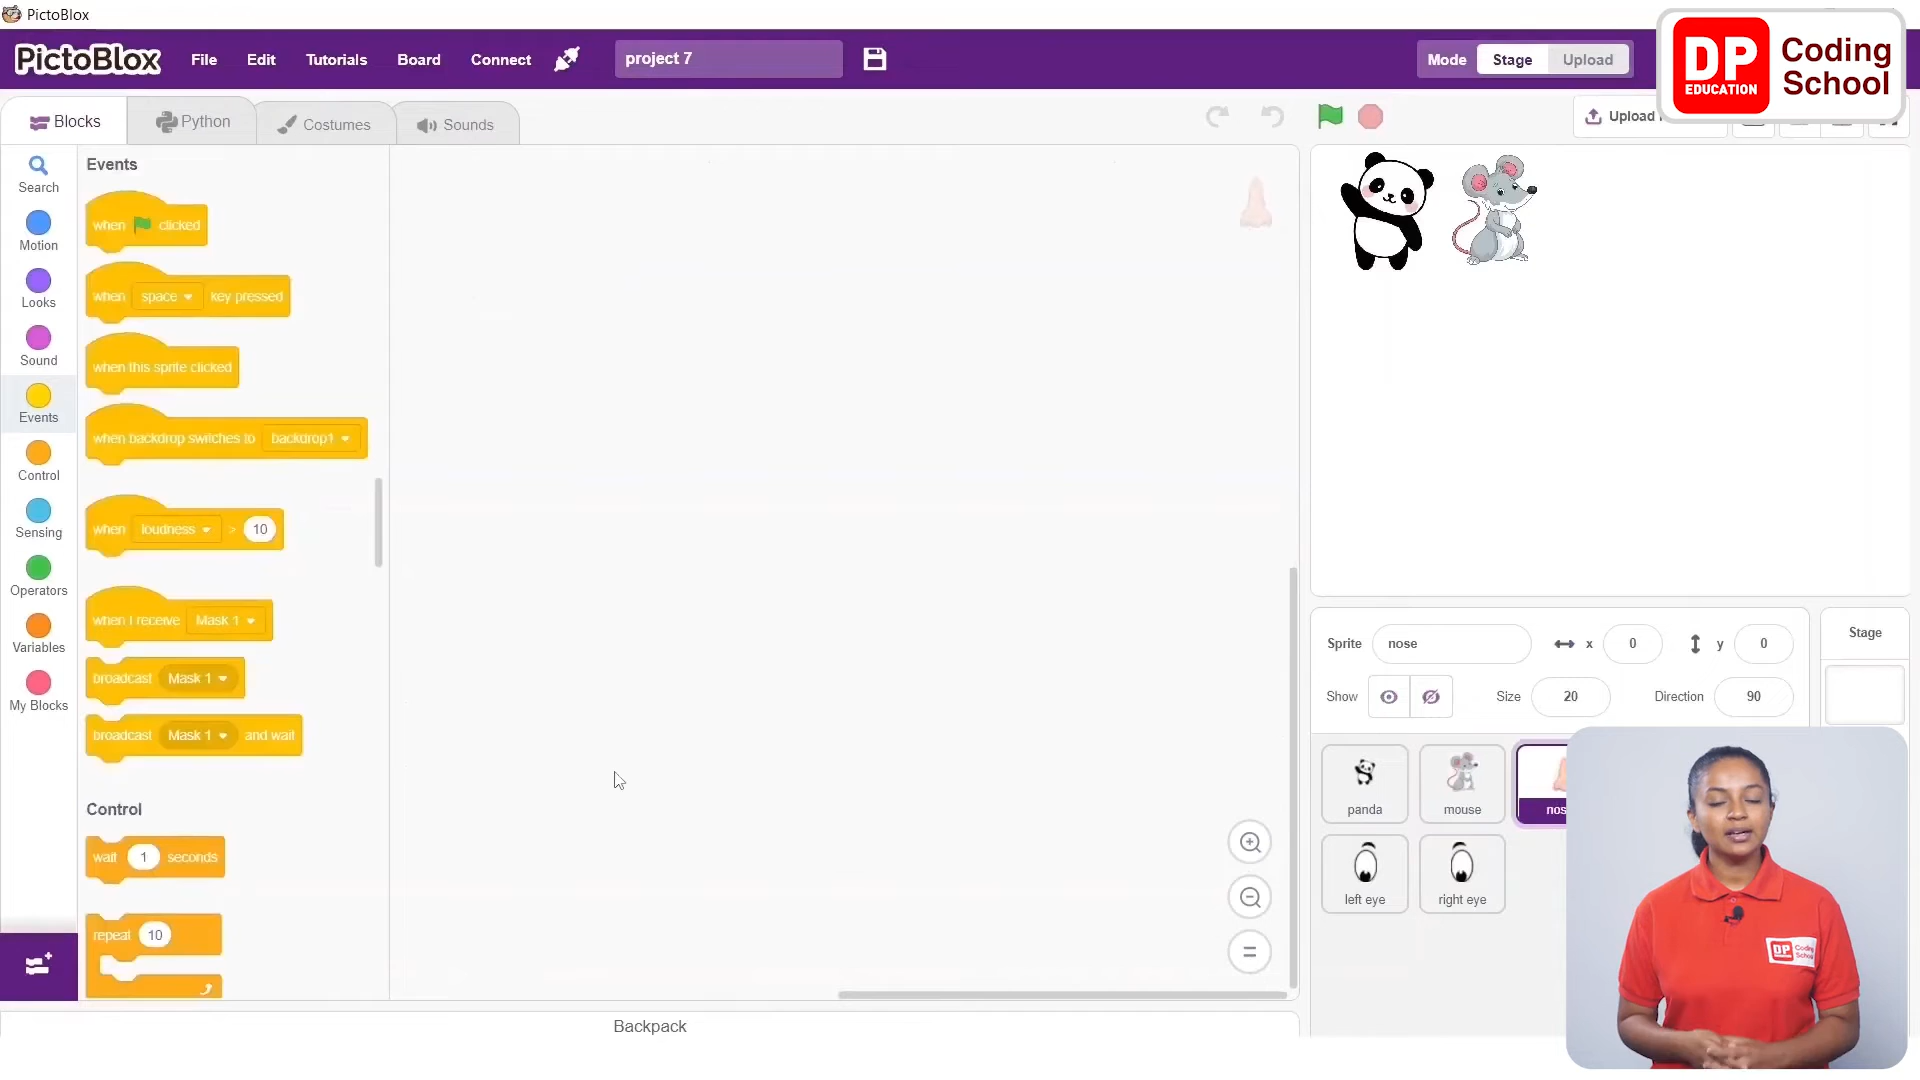 PictoBlox
PictoBlox File Edit Tutorials Board Connect project 7 Mode Stage Upload
DP EDUCATION Coding School
Blocks Python Costumes Sounds Upload
Search
Motion
Looks
Sound
Events
Control
Sensing
Operators
Variables
My Blocks
Events
when clicked
when space key pressed
when this sprite clicked
when backdrop switches to backdrop1
when loudness > 10
when I receive Mask 1
broadcast Mask 1
broadcast Mask 1 and wait
Control
wait 1 seconds
repeat 10
Backpack
Sprite nose x 0 y 0
Show Size 20 Direction 90
Stage
panda mouse nos
left eye right eye
DP Coding